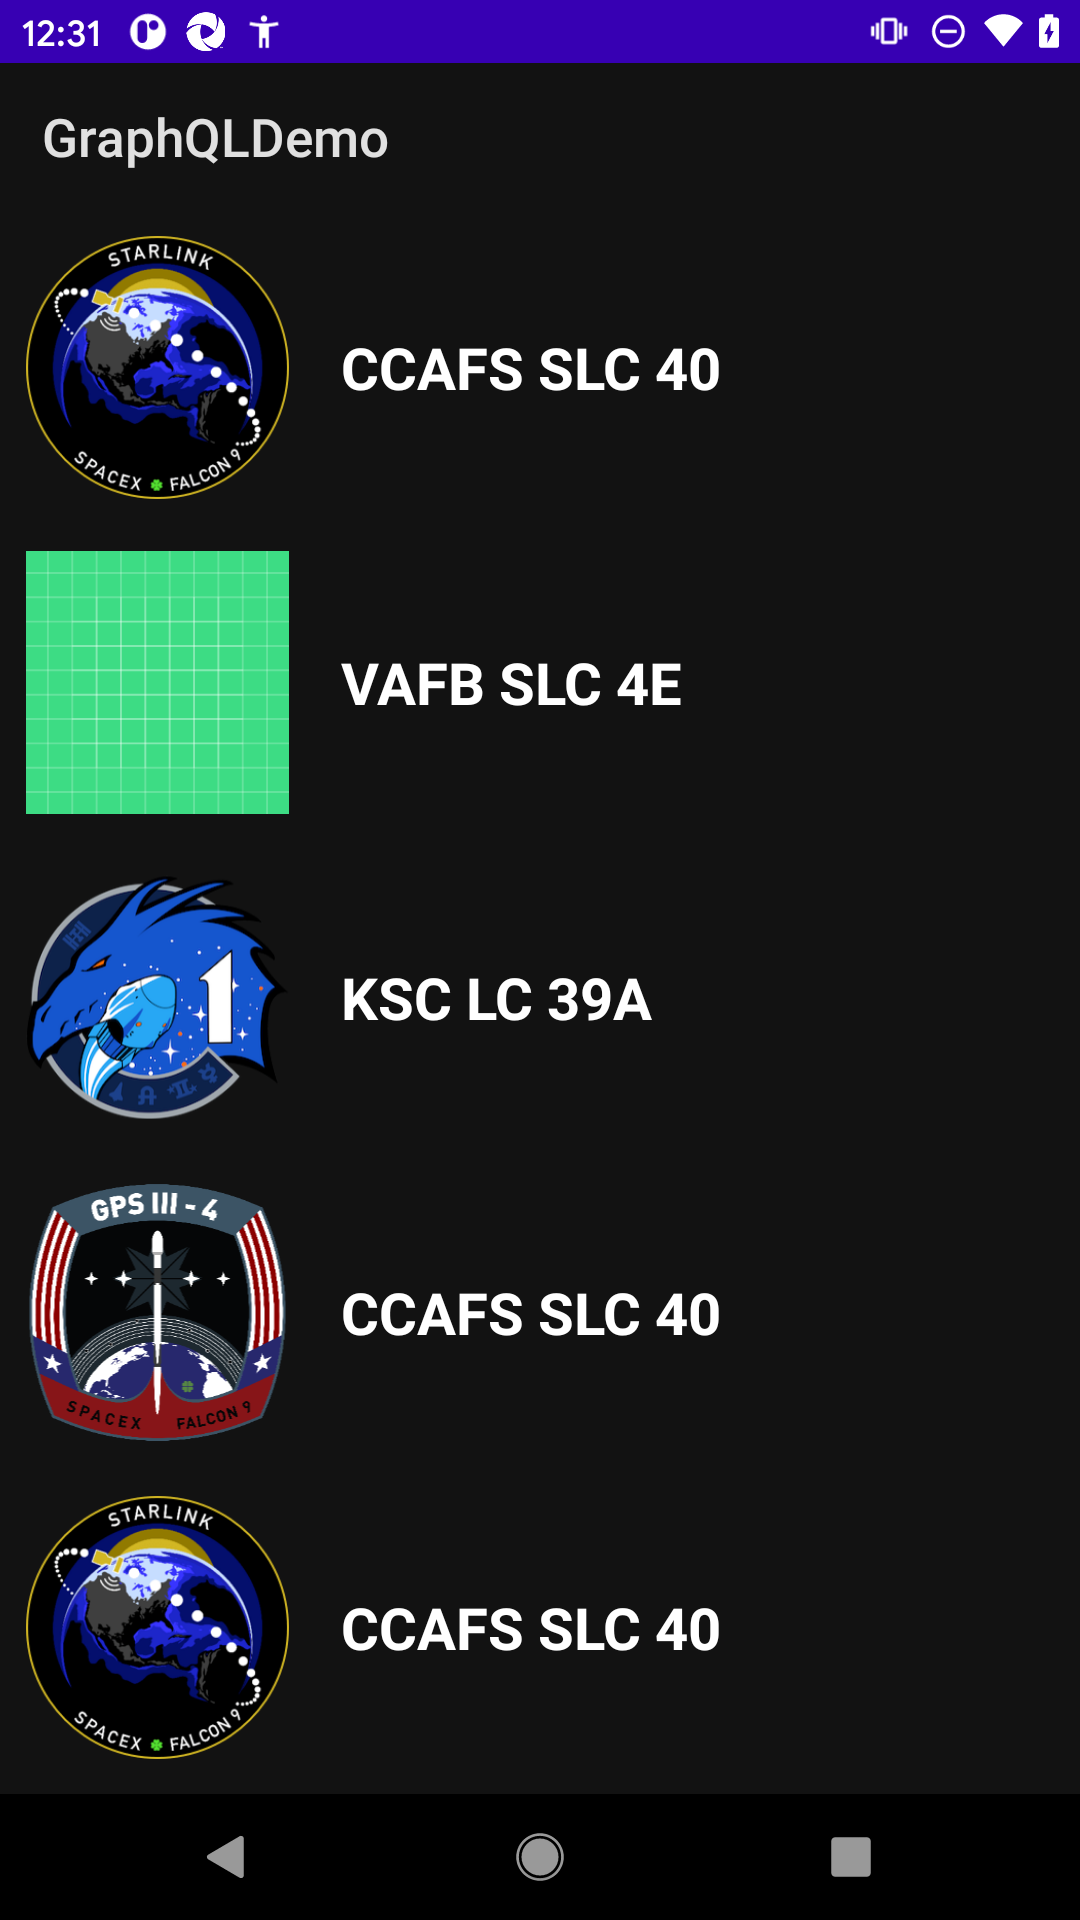 12:31
GraphQLDemo
STARLINK
SPACEX FALCON 9
CCAFS SLC 40
VAFB SLC 4E
1
KSC LC 39A
GPS III - 4
SPACEX FALCON 9
CCAFS SLC 40
STARLINK
SPACEX FALCON 9
CCAFS SLC 40